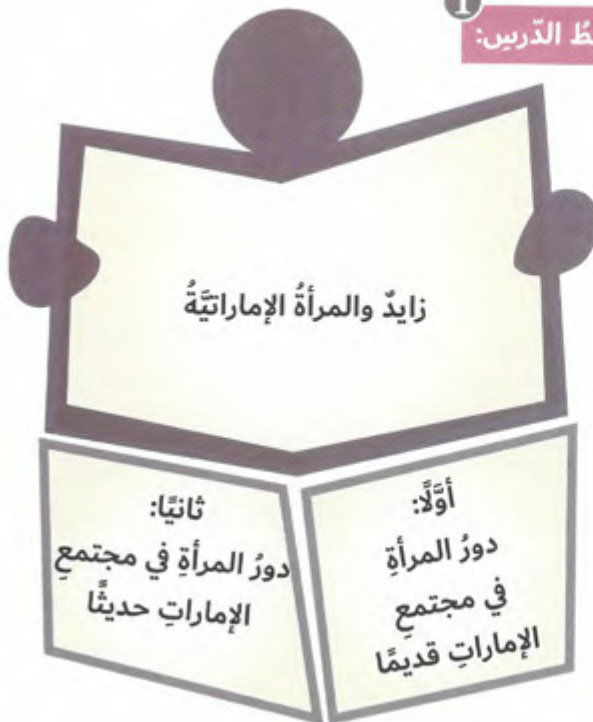 1
الدّرسِ:
زايدٌ والمرأةُ الإماراتيَّةُ
أوَّلًا:
دورُ المرأةِ
في مجتمعِ
الإماراتِ قديمًا
ثانيًا:
دورُ المرأةِ في مجتمعِ
الإماراتِ حديثًا